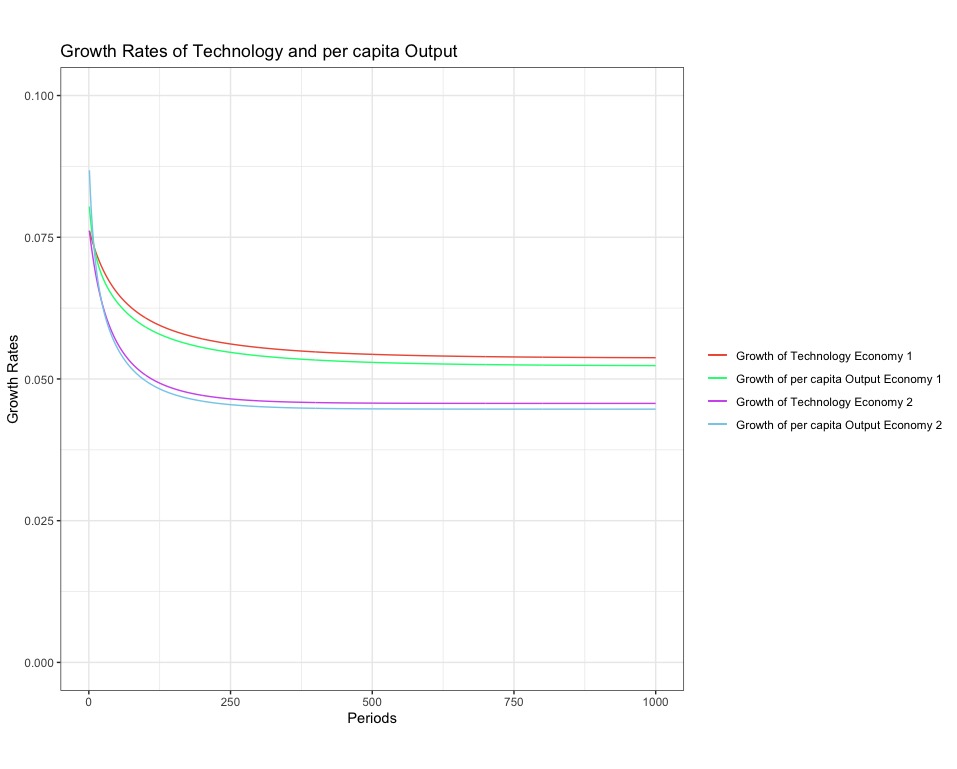 Growth Rates of Technology and per capita Output
0.100
0.075
0.050
0.025
0.000
Growth Rates
0 250 500 750 1000
Periods
Growth of Technology Economy 1
Growth of per capita Output Economy 1
Growth of Technology Economy 2
Growth of per capita Output Economy 2